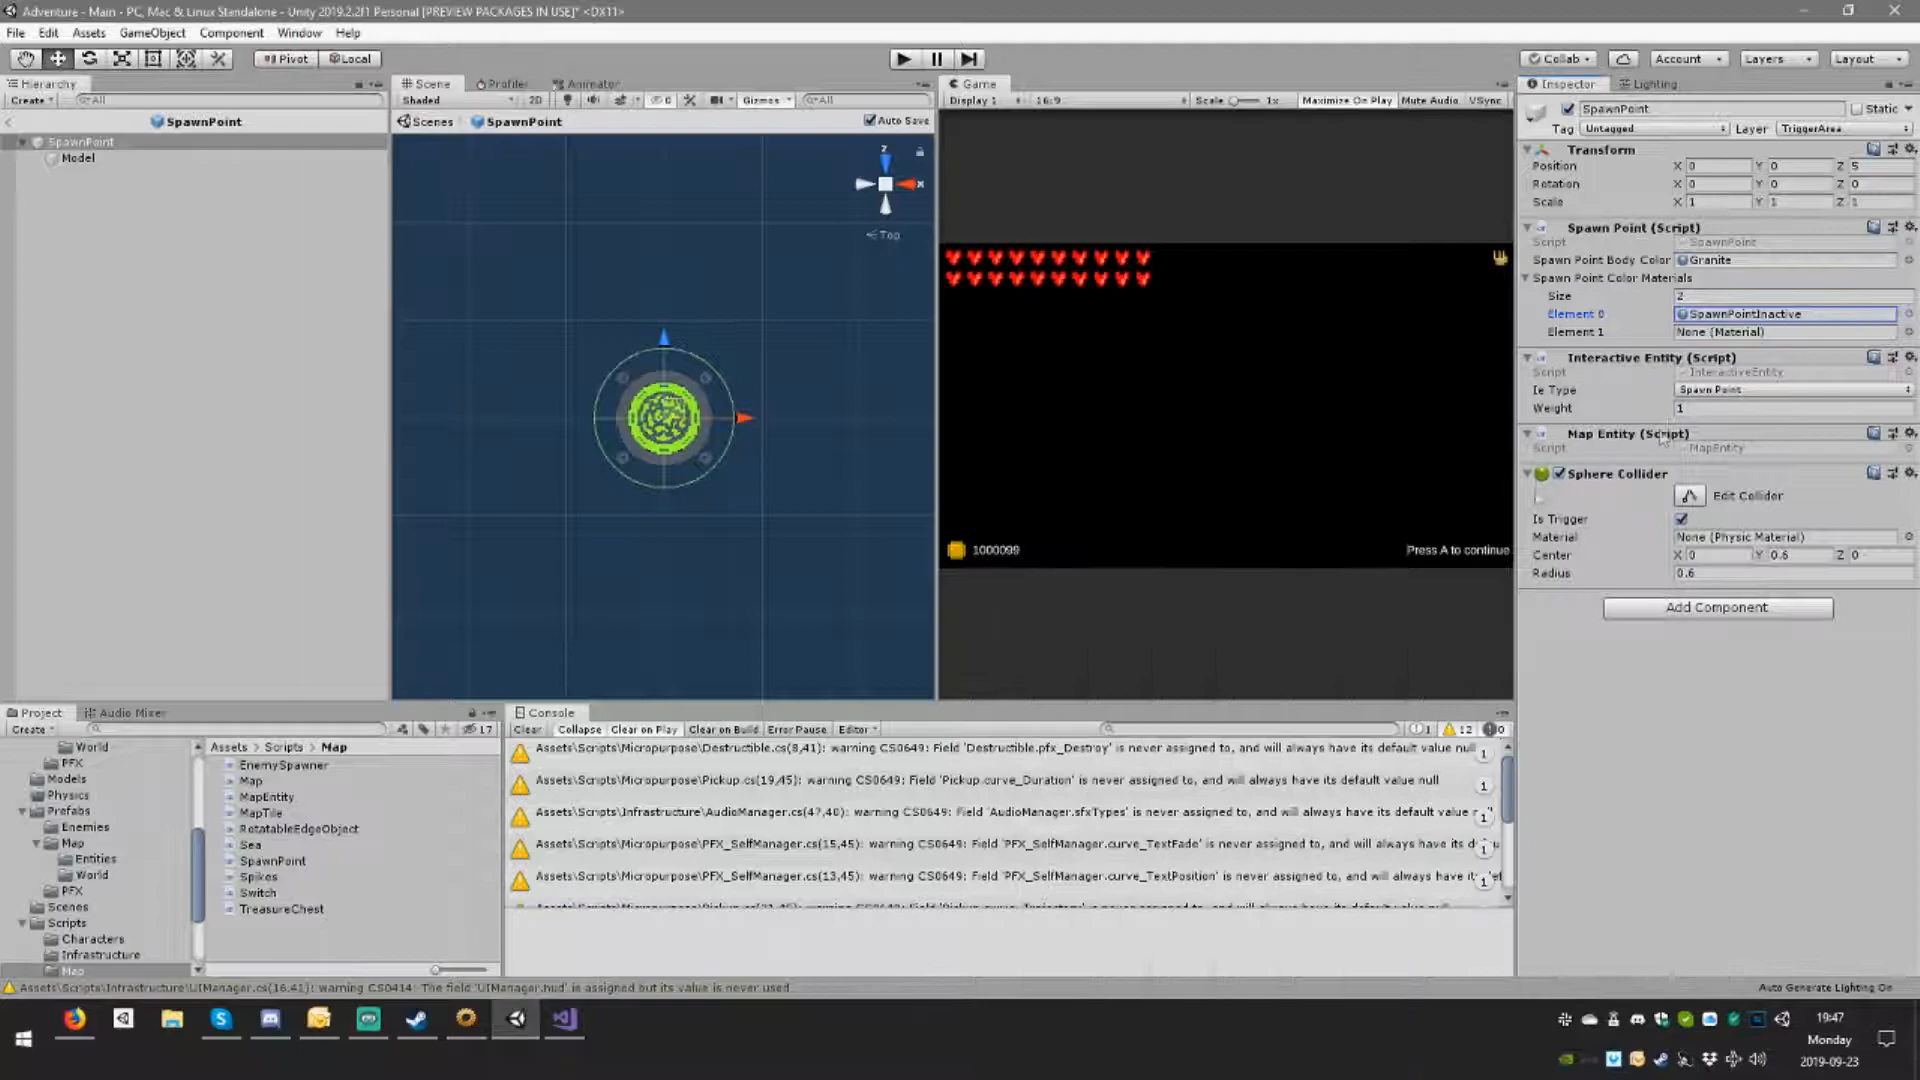 Adventure - Main - PC, Mac & Linux Standalone - Unity 2019.2.2f1 Personal [PREVIEW PACKAGES IN USE]* <DX11>
File Edit Assets GameObject Component Window Help
Pivot Local
Collab Account Layers Layout
Hierarchy
Create All
SpawnPoint
SpawnPoint
Model
Scene Profiler Animator
Shaded 2D 0 Gizmos All
Scenes SpawnPoint Auto Save
z
x
Top
Game
Display 1 16:9 Scale 1x Maximize On Play Mute Audio VSync
1000099 Press A to continue
Inspector Lighting
SpawnPoint Static
Tag Untagged Layer TriggerArea
Transform
Position X 0 Y 0 Z 5
Rotation X 0 Y 0 Z 0
Scale X 1 Y 1 Z 1
Spawn Point (Script)
Script SpawnPoint
Spawn Point Body Color Granite
Spawn Point Color Materials
Size 2
Element 0 SpawnPointInactive
Element 1 None (Material)
Interactive Entity (Script)
Script InteractiveEntity
Ie Type Spawn Point
Weight 1
Map Entity (Script)
Script MapEntity
Sphere Collider
Edit Collider
Is Trigger
Material None (Physic Material)
Center X 0 Y 0.6 Z 0
Radius 0.6
Add Component
Project Audio Mixer
Create 17
World
PFX
Models
Physics
Prefabs
Enemies
Map
Entities
World
PFX
Scenes
Scripts
Characters
Infrastructure
Map
Assets > Scripts > Map
EnemySpawner
Map
MapEntity
MapTile
RotatableEdgeObject
Sea
SpawnPoint
Spikes
Switch
TreasureChest
Console
Clear Collapse Clear on Play Clear on Build Error Pause Editor 1 12 0
Assets\Scripts\Micropurpose\Destructible.cs(8,41): warning CS0649: Field 'Destructible.pfx_Destroy' is never assigned to, and will always have its default value null 1
Assets\Scripts\Micropurpose\Pickup.cs(19,45): warning CS0649: Field 'Pickup.curve_Duration' is never assigned to, and will always have its default value null 1
Assets\Scripts\Infrastructure\AudioManager.cs(47,40): warning CS0649: Field 'AudioManager.sfxTypes' is never assigned to, and will always have its default value 1
Assets\Scripts\Micropurpose\PFX_SelfManager.cs(15,45): warning CS0649: Field 'PFX_SelfManager.curve_TextFade' is never assigned to, and will always have its 1
Assets\Scripts\Micropurpose\PFX_SelfManager.cs(13,45): warning CS0649: Field 'PFX_SelfManager.curve_TextPosition' is never assigned to, and will always have 1
Assets\Scripts\Infrastructure\UIManager.cs(16,41): warning CS0414: The field 'UIManager.hud' is assigned but its value is never used
Auto Generate Lighting On
19:47
Monday
2019-09-23